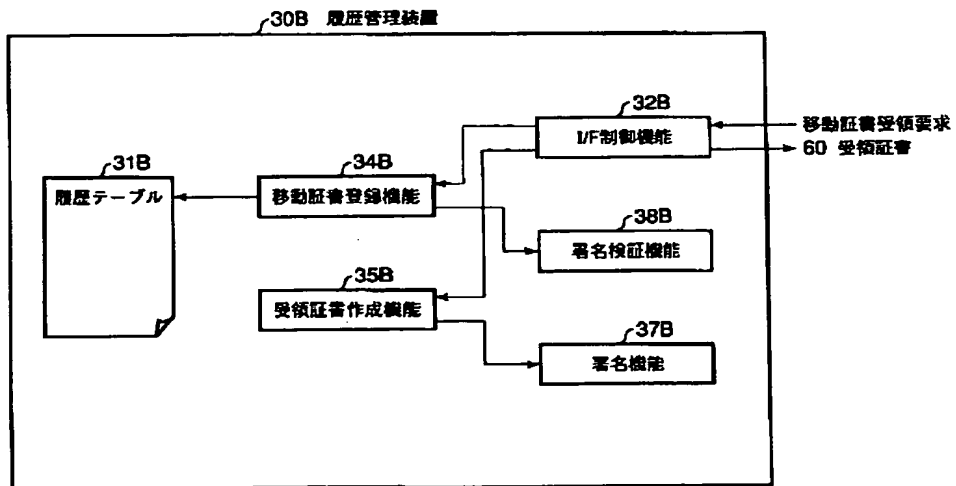 30B 履歴管理装置
32B
I/F制御機能
移動証書受領要求
60 受領証書
34B
移動証書登録機能
31B
履歴テーブル
38B
署名検証機能
35B
受領証書作成機能
37B
署名機能